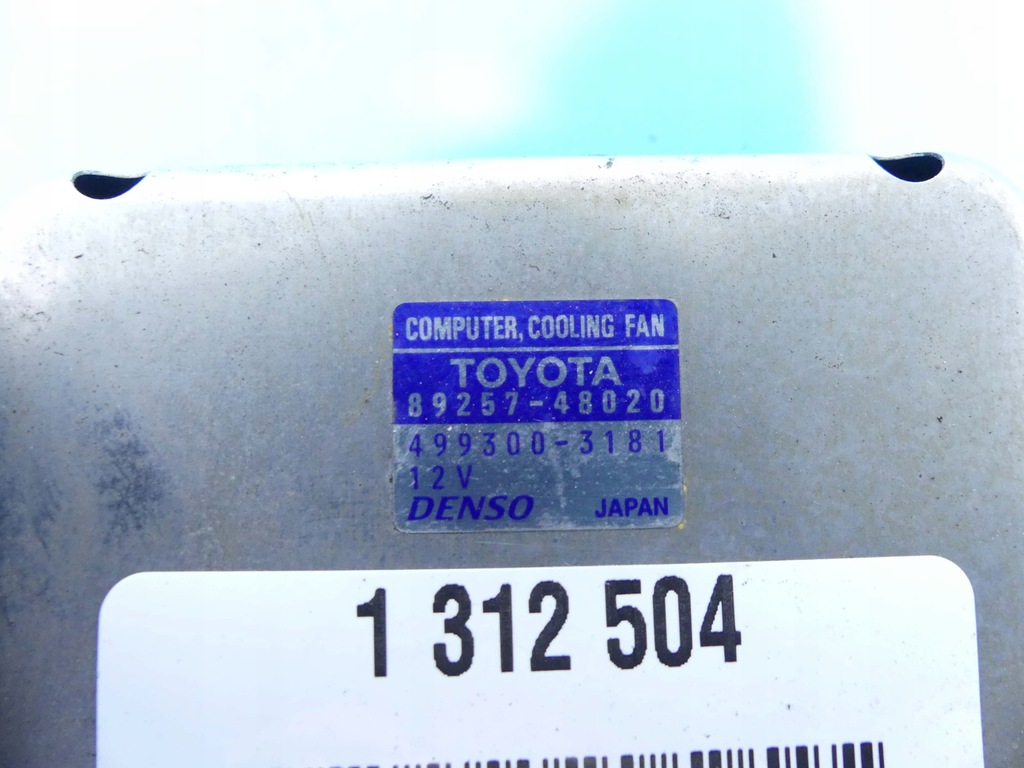 COMPUTER, COOLING FAN
TOYOTA
89257-48020
499300-3181
12V
DENSO JAPAN
1 312 504